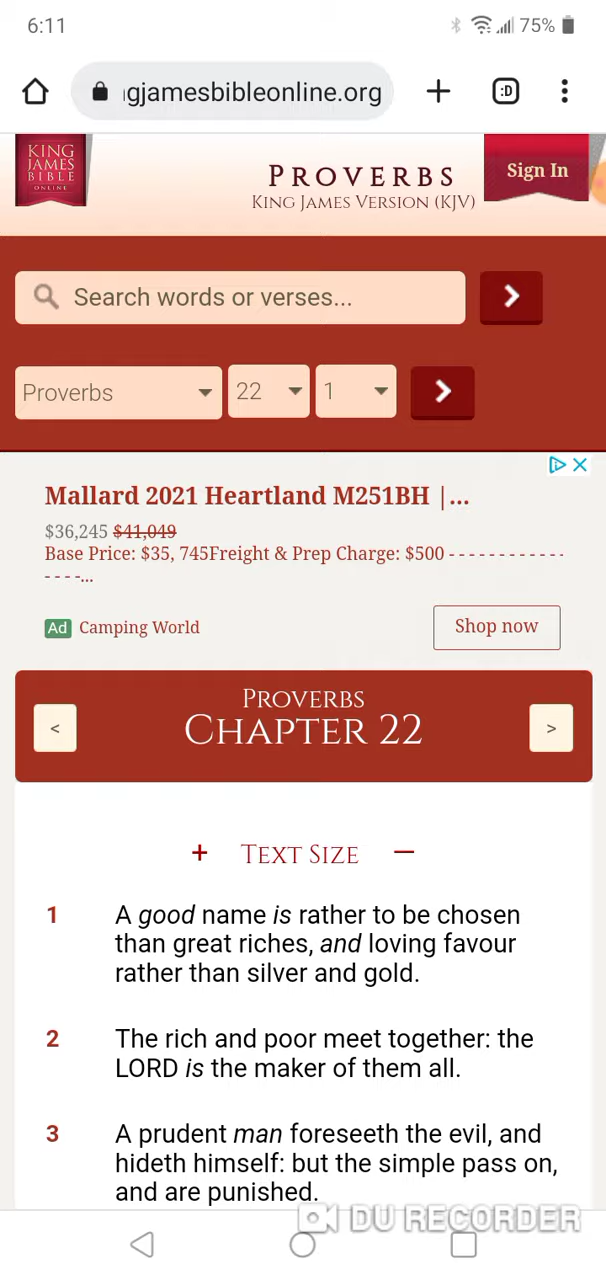 6:11
75%
gjamesbibleonline.org
:D
KING
JAMES
BIBLE
ONLINE
PROVERBS
KING JAMES VERSION (KJV)
Sign In
Search words or verses...
Proverbs
22
1
Mallard 2021 Heartland M251BH |...
$36,245 $41,049
Base Price: $35, 745Freight & Prep Charge: $500 - - - - - - - - - - - -
- - - -...
Ad Camping World
Shop now
PROVERBS
< CHAPTER 22 >
+ TEXT SIZE –
1 A good name is rather to be chosen
than great riches, and loving favour
rather than silver and gold.
2 The rich and poor meet together: the
LORD is the maker of them all.
3 A prudent man foreseeth the evil, and
hideth himself: but the simple pass on,
and are punished.
DU RECORDER